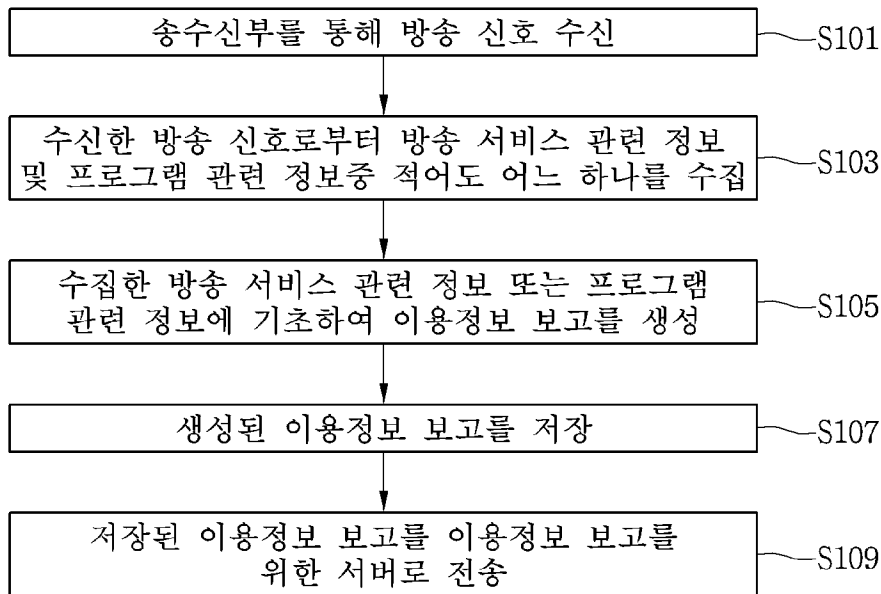 송수신부를 통해 방송 신호 수신
S101
수신한 방송 신호로부터 방송 서비스 관련 정보
및 프로그램 관련 정보중 적어도 어느 하나를 수집
S103
수집한 방송 서비스 관련 정보 또는 프로그램
관련 정보에 기초하여 이용정보 보고를 생성
S105
생성된 이용정보 보고를 저장
S107
저장된 이용정보 보고를 이용정보 보고를
위한 서버로 전송
S109